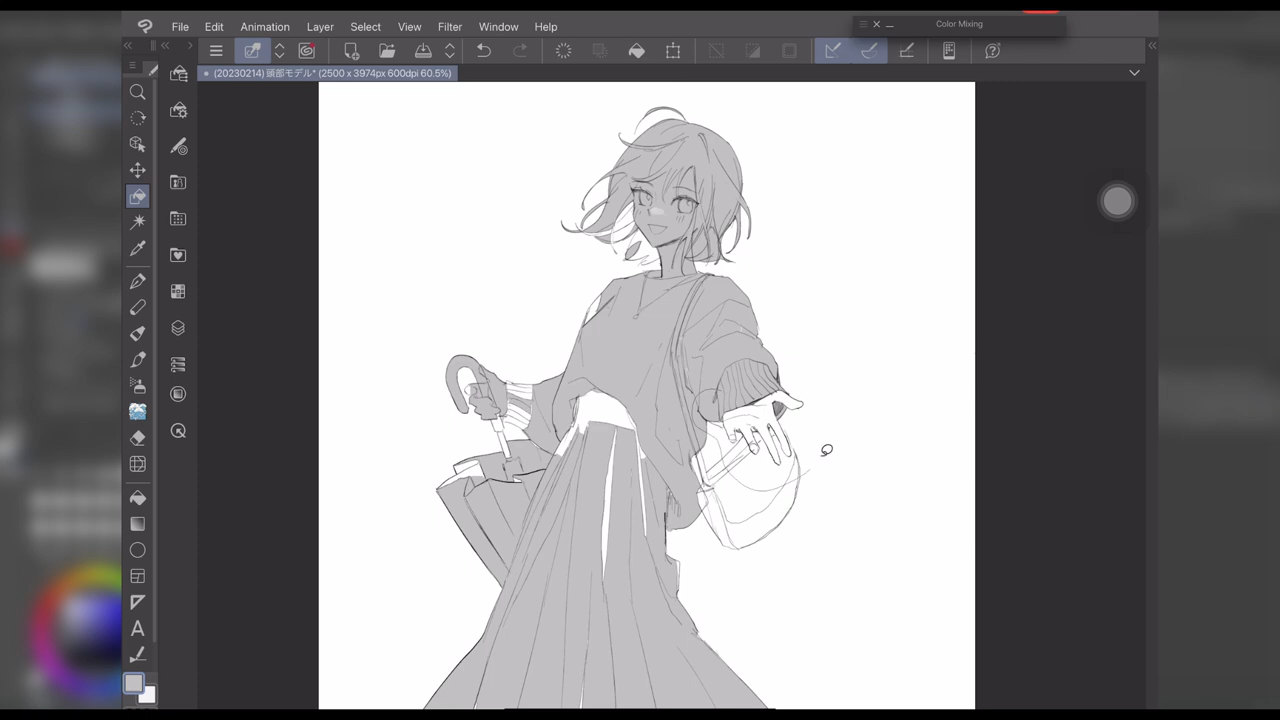 File Edit Animation Layer Select View Filter Window Help
Color Mixing
(20230214) 頭部モデル* (2500 x 3974px 600dpi 60.5%)